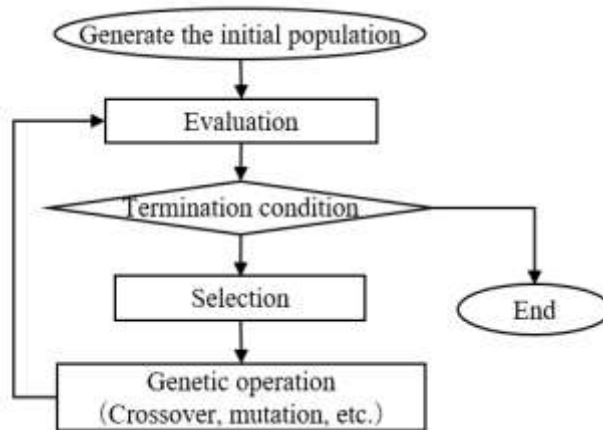 Generate the initial population
Evaluation
Termination condition
Selection
End
Genetic operation
（Crossover, mutation, etc.）